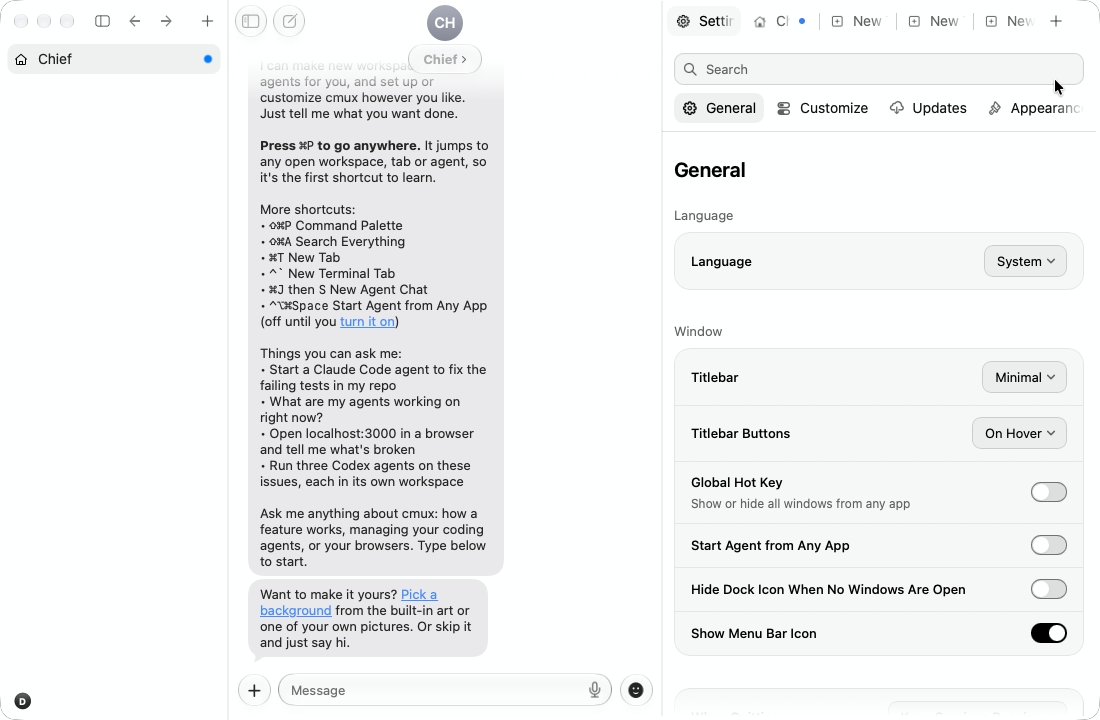 Chief
CH
Chief
I can make new workspaces
agents for you, and set up or
customize cmux however you like.
Just tell me what you want done.
Press ⌘P to go anywhere. It jumps to
any open workspace, tab or agent, so
it's the first shortcut to learn.
More shortcuts:
• ⇧⌘P Command Palette
• ⇧⌘A Search Everything
• ⌘T New Tab
• ^` New Terminal Tab
• ⌘J then S New Agent Chat
• ^⌥⌘Space Start Agent from Any App
(off until you turn it on)
Things you can ask me:
• Start a Claude Code agent to fix the
failing tests in my repo
• What are my agents working on
right now?
• Open localhost:3000 in a browser
and tell me what's broken
• Run three Codex agents on these
issues, each in its own workspace
Ask me anything about cmux: how a
feature works, managing your coding
agents, or your browsers. Type below
to start.
Want to make it yours? Pick a
background from the built-in art or
one of your own pictures. Or skip it
and just say hi.
Message
D
Settin
Ch
New
New
New
Search
General
Customize
Updates
Appearanc
General
Language
Language
System
Window
Titlebar
Minimal
Titlebar Buttons
On Hover
Global Hot Key
Show or hide all windows from any app
Start Agent from Any App
Hide Dock Icon When No Windows Are Open
Show Menu Bar Icon